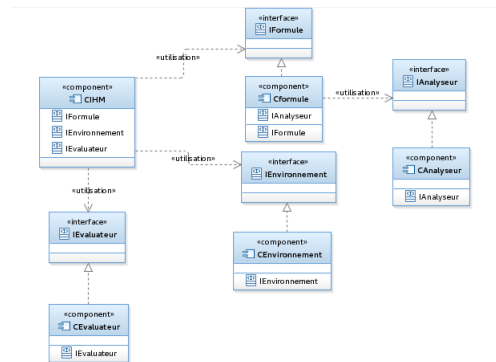 «interface»
IFormule
«utilisation»
«component»
CIHM
IFormule
IEnvironnement
IEvaluateur
«component»
Cformule
IAnalyseur
IFormule
«utilisation»
«interface»
IAnalyseur
«component»
CAnalyseur
IAnalyseur
«utilisation»
«interface»
IEnvironnement
«utilisation»
«interface»
IEvaluateur
«component»
CEnvironnement
IEnvironnement
«component»
CEvaluateur
IEvaluateur